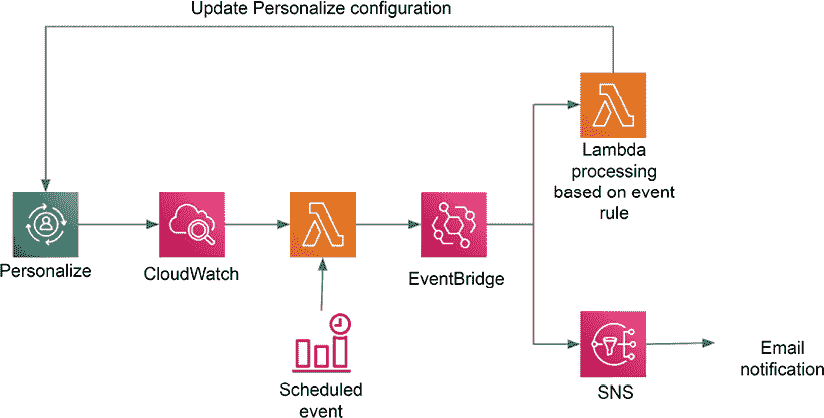 Update Personalize configuration
Lambda
processing
based on event
rule
Personalize
CloudWatch
EventBridge
Scheduled
event
SNS
Email
notification